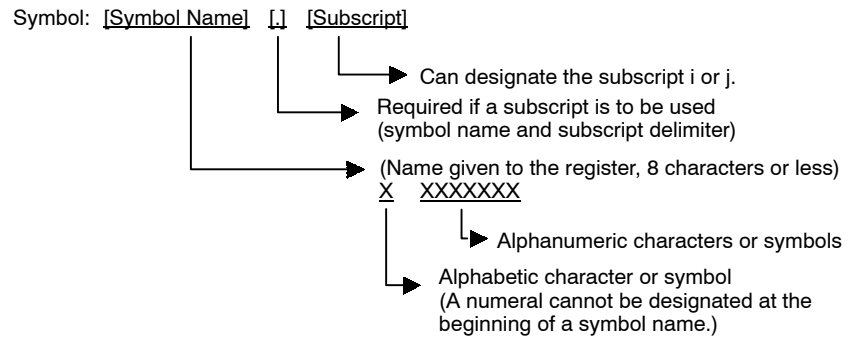 Symbol: [Symbol Name] [.] [Subscript]
Can designate the subscript i or j.
Required if a subscript is to be used
(symbol name and subscript delimiter)
(Name given to the register, 8 characters or less)
X XXXXXXX
Alphanumeric characters or symbols
Alphabetic character or symbol
(A numeral cannot be designated at the
beginning of a symbol name.)